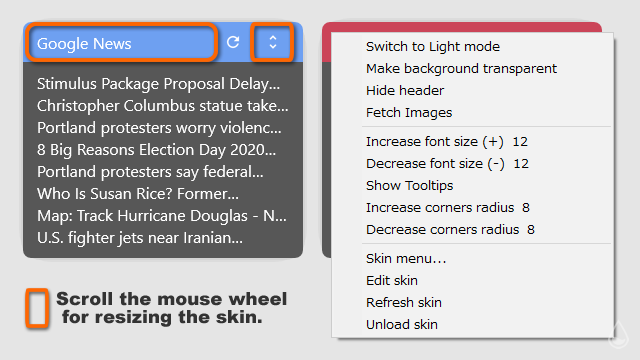 Google News
Stimulus Package Proposal Delay...
Christopher Columbus statue take...
Portland protesters worry violenc...
8 Big Reasons Election Day 2020...
Portland protesters say federal...
Who Is Susan Rice? Former...
Map: Track Hurricane Douglas - N...
U.S. fighter jets near Iranian...
Scroll the mouse wheel
for resizing the skin.
Switch to Light mode
Make background transparent
Hide header
Fetch Images
Increase font size (+) 12
Decrease font size (-) 12
Show Tooltips
Increase corners radius 8
Decrease corners radius 8
Skin menu...
Edit skin
Refresh skin
Unload skin